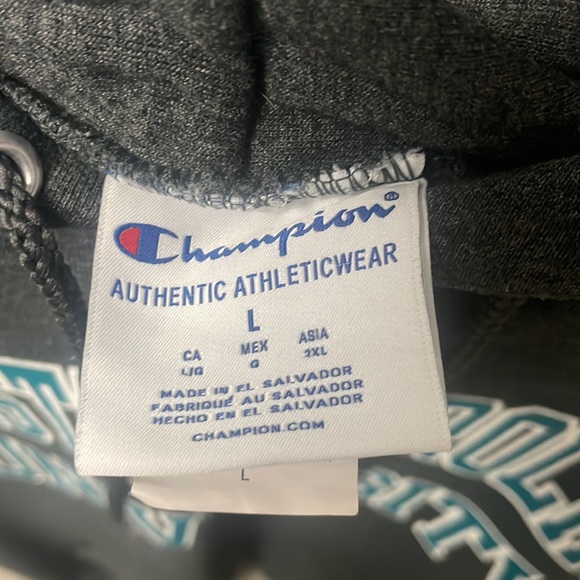 Champion®
AUTHENTIC ATHLETICWEAR
L
CA MEX ASIA
L/G G 2XL
MADE IN EL SALVADOR
FABRIQUÉ AU SALVADOR
HECHO EN EL SALVADOR
CHAMPION.COM
L